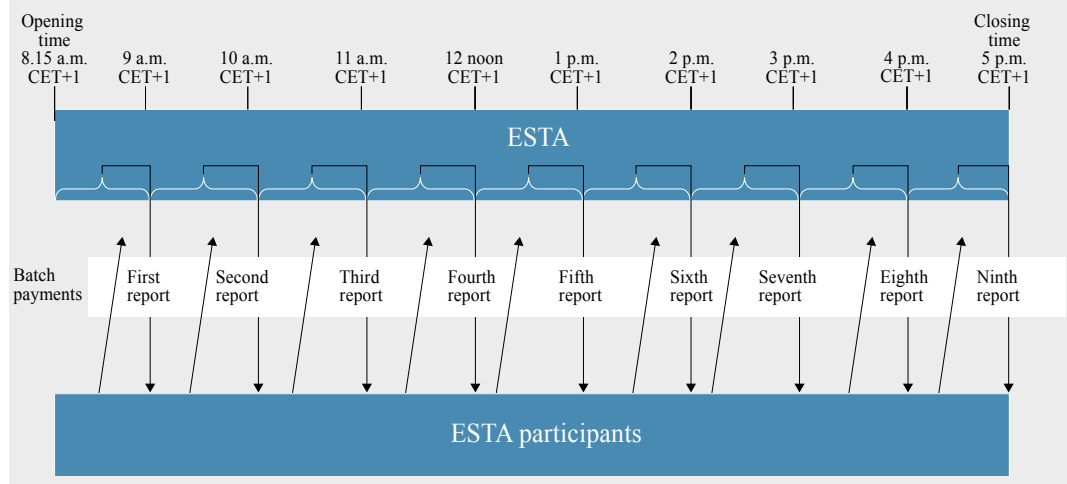 Opening
time
8.15 a.m.
CET+1
9 a.m.
CET+1
10 a.m.
CET+1
11 a.m.
CET+1
12 noon
CET+1
1 p.m.
CET+1
2 p.m.
CET+1
3 p.m.
CET+1
4 p.m.
CET+1
Closing
time
5 p.m.
CET+1
ESTA
Batch
payments
First
report
Second
report
Third
report
Fourth
report
Fifth
report
Sixth
report
Seventh
report
Eighth
report
Ninth
report
ESTA participants